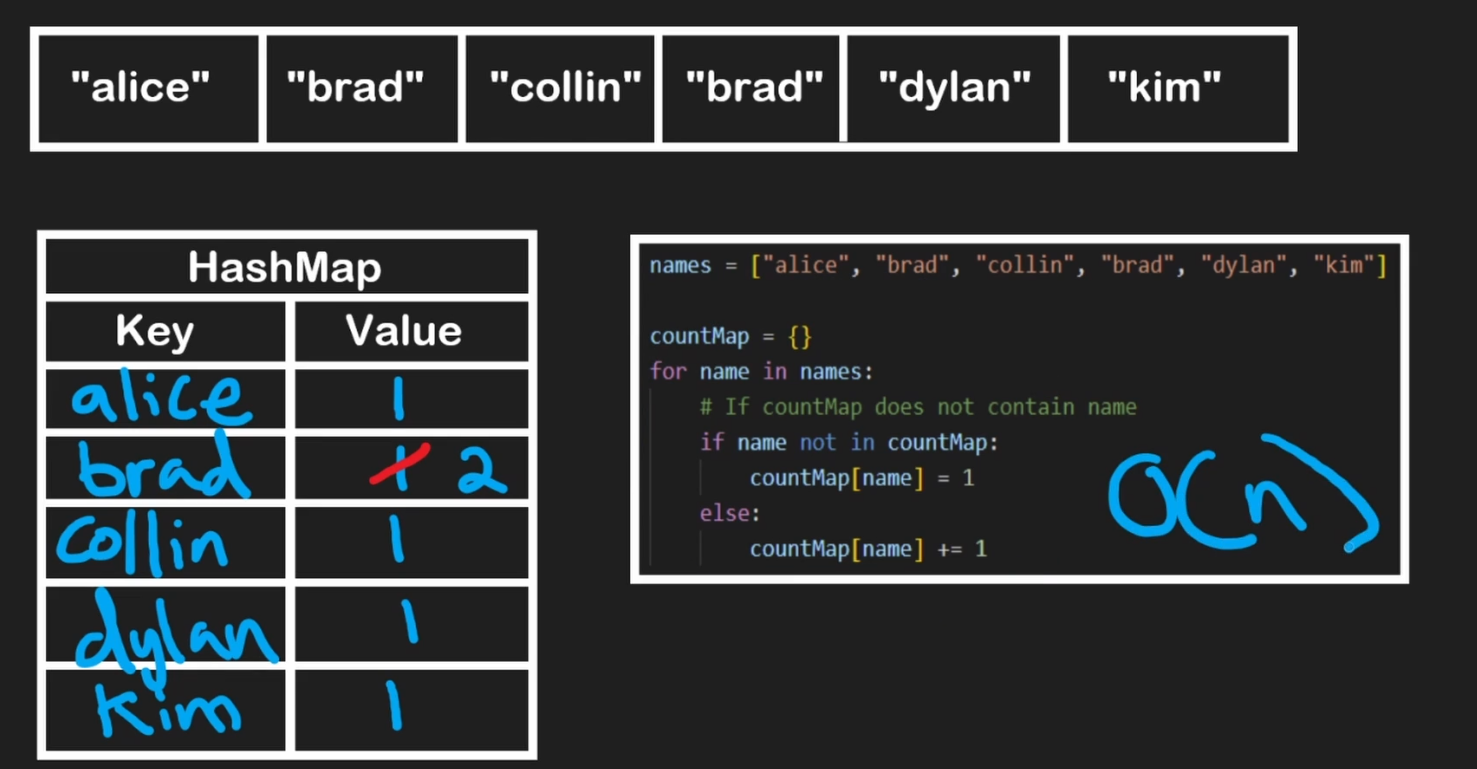 "alice" "brad" "collin" "brad" "dylan" "kim"
HashMap
Key Value
alice 1
brad 1 2
collin 1
dylan 1
kim 1
names = ["alice", "brad", "collin", "brad", "dylan", "kim"]
countMap = {}
for name in names:
    # If countMap does not contain name
    if name not in countMap:
        countMap[name] = 1
    else:
        countMap[name] += 1
O(n)